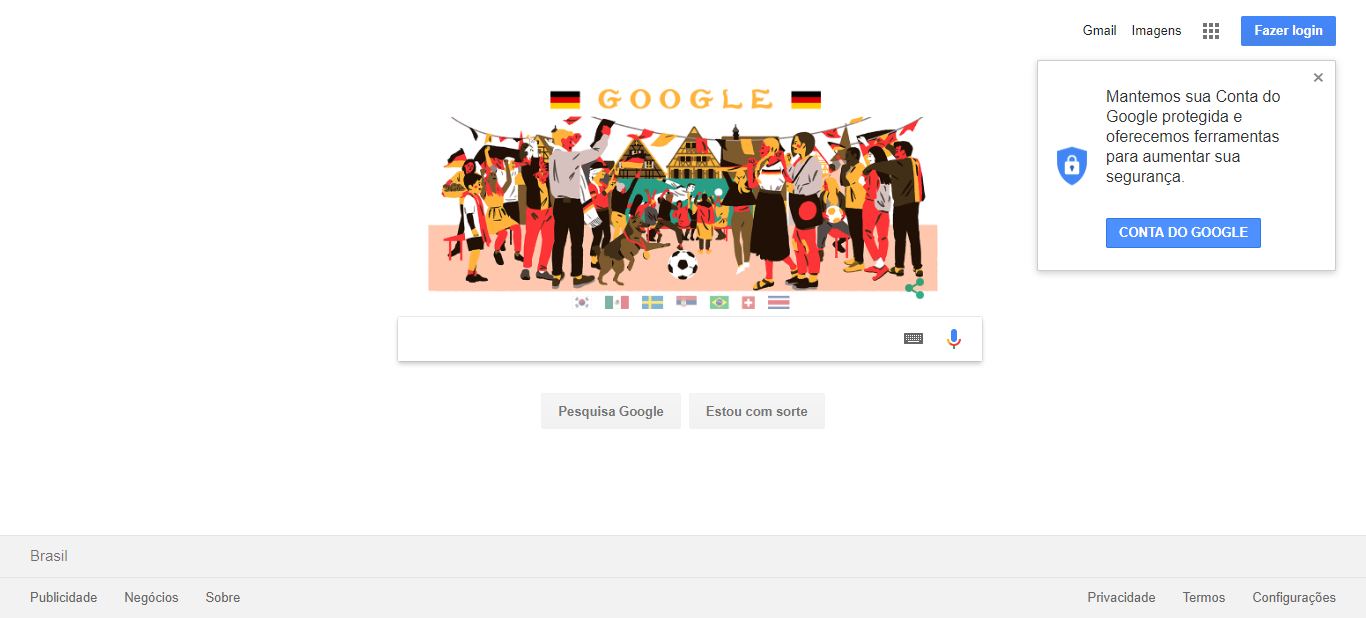 Gmail Imagens Fazer login
GOOGLE
Mantemos sua Conta do
Google protegida e
oferecemos ferramentas
para aumentar sua
segurança.
CONTA DO GOOGLE
Pesquisa Google Estou com sorte
Brasil
Publicidade Negócios Sobre Privacidade Termos Configurações